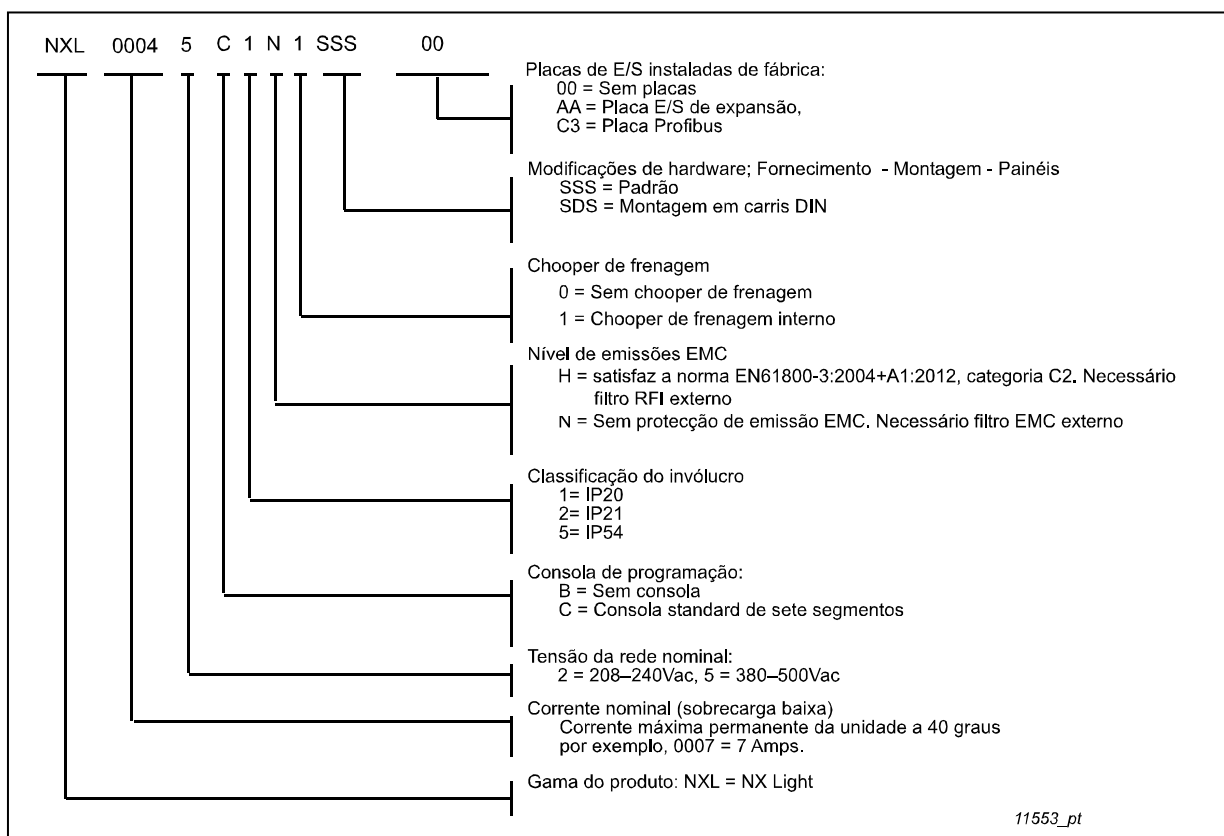 NXL 0004 5 C 1 N 1 SSS 00
Placas de E/S instaladas de fábrica:
00 = Sem placas
AA = Placa E/S de expansão,
C3 = Placa Profibus
Modificações de hardware; Fornecimento - Montagem - Painéis
SSS = Padrão
SDS = Montagem em carris DIN
Chooper de frenagem
0 = Sem chooper de frenagem
1 = Chooper de frenagem interno
Nível de emissões EMC
H = satisfaz a norma EN61800-3:2004+A1:2012, categoria C2. Necessário
filtro RFI externo
N = Sem protecção de emissão EMC. Necessário filtro EMC externo
Classificação do invólucro
1= IP20
2= IP21
5= IP54
Consola de programação:
B = Sem consola
C = Consola standard de sete segmentos
Tensão da rede nominal:
2 = 208–240Vac, 5 = 380–500Vac
Corrente nominal (sobrecarga baixa)
Corrente máxima permanente da unidade a 40 graus
por exemplo, 0007 = 7 Amps.
Gama do produto: NXL = NX Light
11553_pt